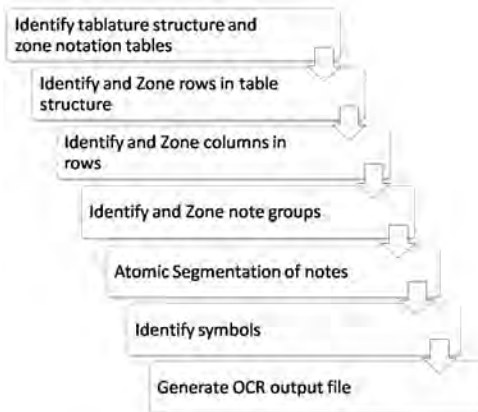 Identify tablature structure and
zone notation tables
Identify and Zone rows in table
structure
Identify and Zone columns in
rows
Identify and Zone note groups
Atomic Segmentation of notes
Identify symbols
Generate OCR output file